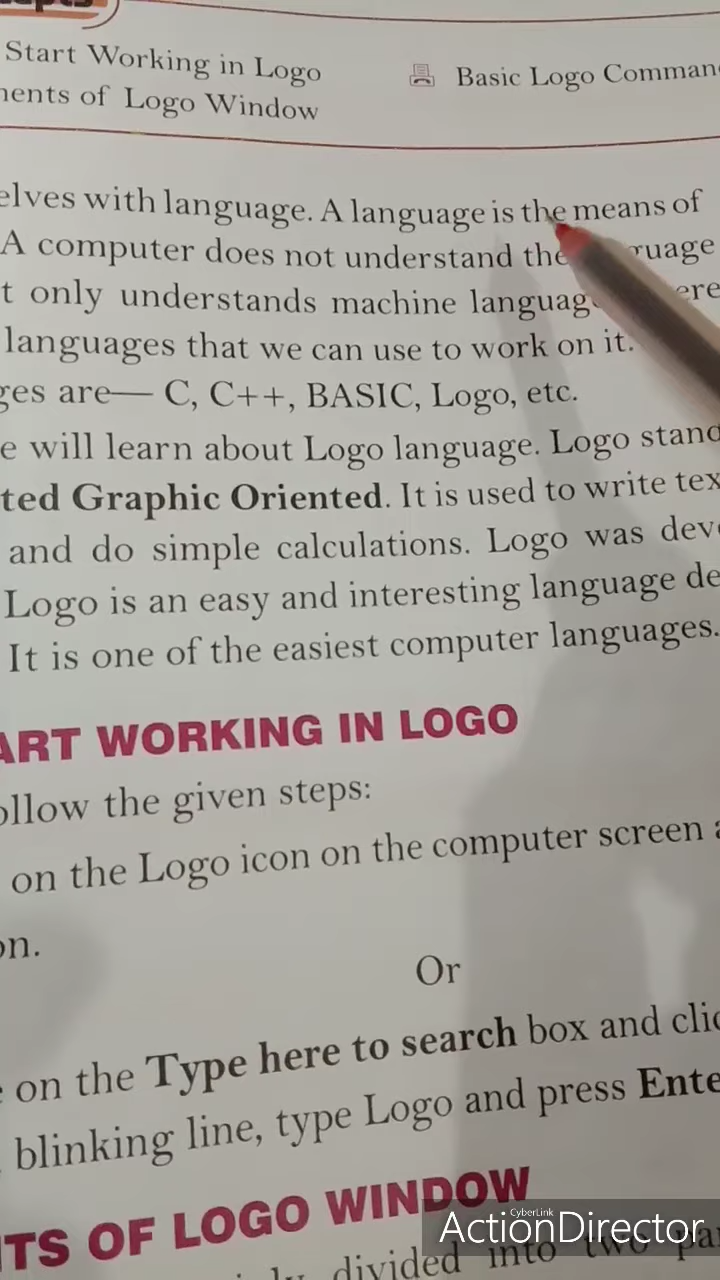 Start Working in Logo
Basic Logo Comman
ents of Logo Window
elves with language. A language is the means of
A computer does not understand the guage
t only understands machine languag ere
languages that we can use to work on it.
ges are— C, C++, BASIC, Logo, etc.
e will learn about Logo language. Logo stand
ted Graphic Oriented. It is used to write tex
and do simple calculations. Logo was deve
Logo is an easy and interesting language de
It is one of the easiest computer languages.
ART WORKING IN LOGO
ollow the given steps:
on the Logo icon on the computer screen a
on.
Or
on the Type here to search box and clic
blinking line, type Logo and press Ente
TS OF LOGO WINDOW
divided into two pa
CyberLink
ActionDirector